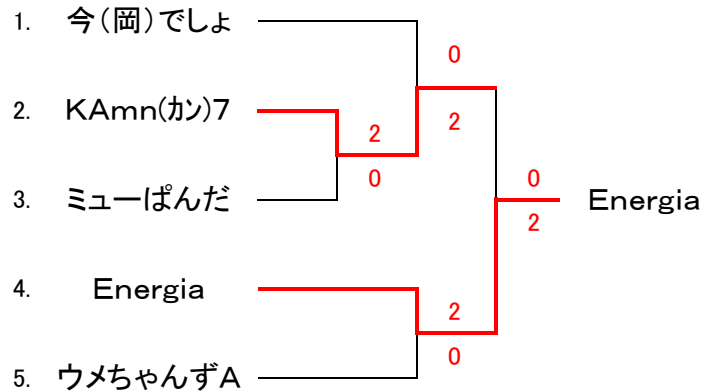 1. 今(岡)でしょ
0
2. KAmn(カン)7
2
2
0
3. ミューぱんだ
0
Energia
2
4. Energia
2
0
5. ウメちゃんずA